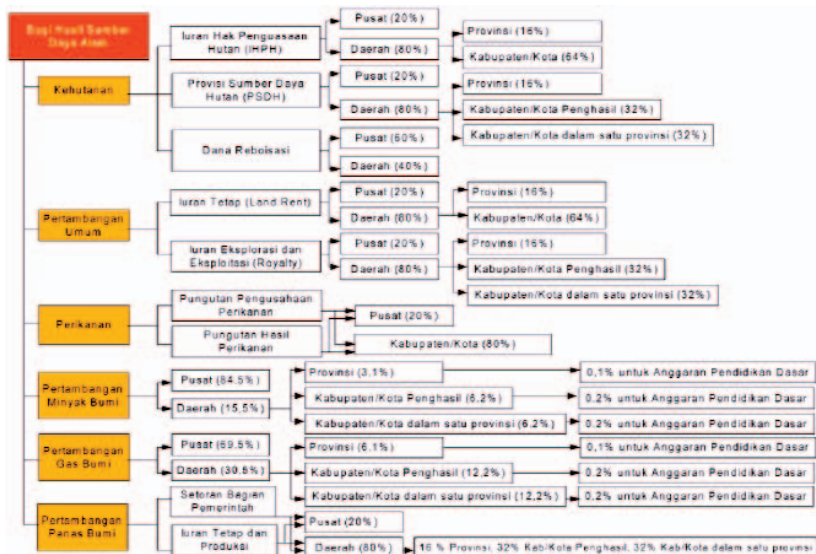 Bagi Hasil Sumber
Daya Alam
Kehutanan
Iuran Hak Penguasaan
Hutan (IHPH)
Pusat (20%)
Daerah (80%)
Provinsi (16%)
Kabupaten/Kota (64%)
Provisi Sumber Daya
Hutan (PSDH)
Pusat (20%)
Daerah (80%)
Provinsi (16%)
Kabupaten/Kota Penghasil (32%)
Kabupaten/Kota dalam satu provinsi (32%)
Dana Reboisasi
Pusat (60%)
Daerah (40%)
Pertambangan
Umum
Iuran Tetap (Land Rent)
Pusat (20%)
Daerah (80%)
Provinsi (16%)
Kabupaten/Kota (64%)
Iuran Eksplorasi dan
Eksploitasi (Royalty)
Pusat (20%)
Daerah (80%)
Provinsi (16%)
Kabupaten/Kota Penghasil (32%)
Kabupaten/Kota dalam satu provinsi (32%)
Perikanan
Pungutan Pengusahaan
Perikanan
Pungutan Hasil
Perikanan
Pusat (20%)
Kabupaten/Kota (80%)
Pertambangan
Minyak Bumi
Pusat (84.5%)
Daerah (15,5%)
Provinsi (3,1%)
0,1% untuk Anggaran Pendidikan Dasar
Kabupaten/Kota Penghasil (6.2%)
0.2% untuk Anggaran Pendidikan Dasar
Kabupaten/Kota dalam satu provinsi (6.2%)
0.2% untuk Anggaran Pendidikan Dasar
Pertambangan
Gas Bumi
Pusat (69.5%)
Daerah (30.5%)
Provinsi (6.1%)
0,1% untuk Anggaran Pendidikan Dasar
Kabupaten/Kota Penghasil (12,2%)
0.2% untuk Anggaran Pendidikan Dasar
Kabupaten/Kota dalam satu provinsi (12,2%)
0,2% untuk Anggaran Pendidikan Dasar
Pertambangan
Panas Bumi
Setoran Bagian
Pemerintah
Iuran Tetap dan
Produksi
Pusat (20%)
Daerah (80%)
16 % Provinsi, 32% Kab/Kota Penghasil, 32% Kab/Kota dalam satu provinsi